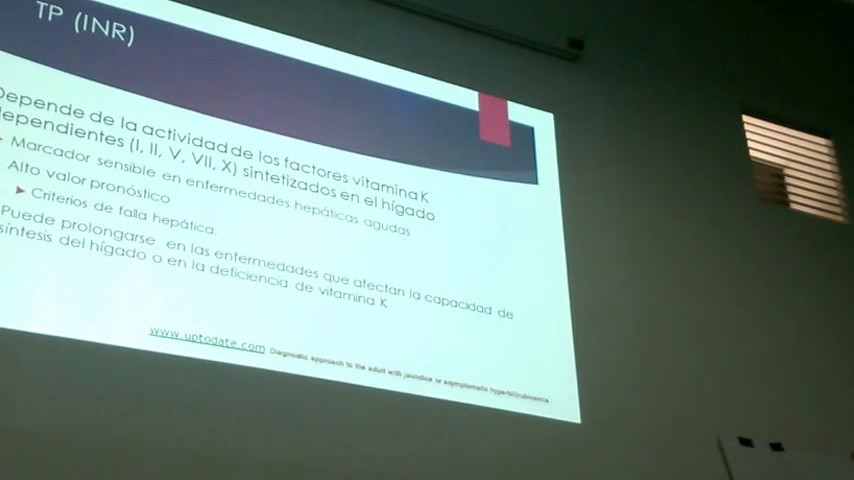 TP (INR)
Depende de la actividad de los factores vitamina K
dependientes (I, II, V, VII, X) sintetizados en el hígado
Marcador sensible en enfermedades hepáticas agudas
Alto valor pronóstico
Criterios de falla hepática.
Puede prolongarse en las enfermedades que afectan la capacidad de
síntesis del hígado o en la deficiencia de vitamina K
www.uptodate.com Diagnostic approach to the adult with jaundice or asymptomatic hyperbilirubinemia